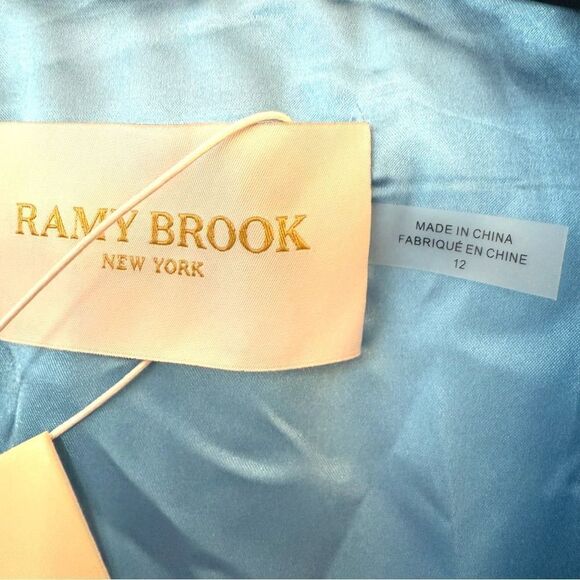 RAMY BROOK
NEW YORK
MADE IN CHINA
FABRIQUÉ EN CHINE
12